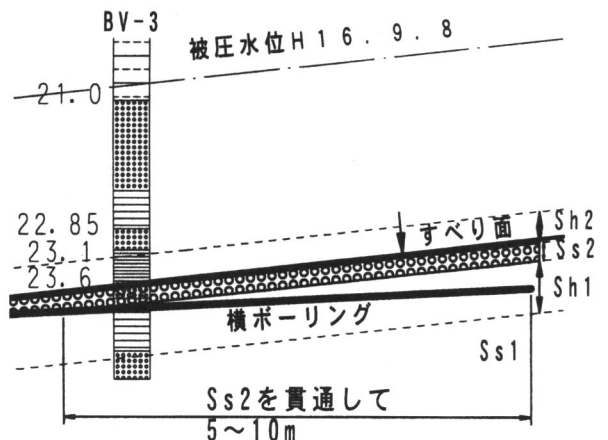 BV-3
被圧水位H16.9.8
21.0
22.85
23.1
23.6
すべり面
Sh2
Ss2
Sh1
横ボーリング
Ss1
Ss2を貫通して
5～10m